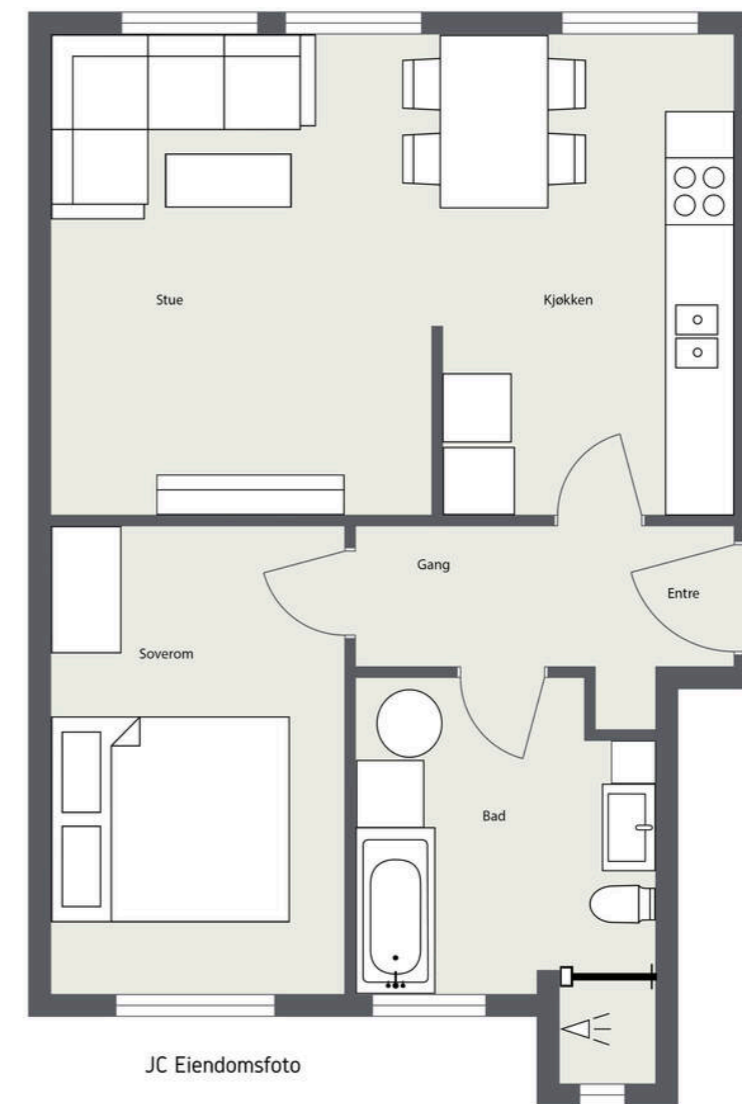 Stue
Kjøkken
Gang
Entre
Soverom
Bad
JC Eiendomsfoto